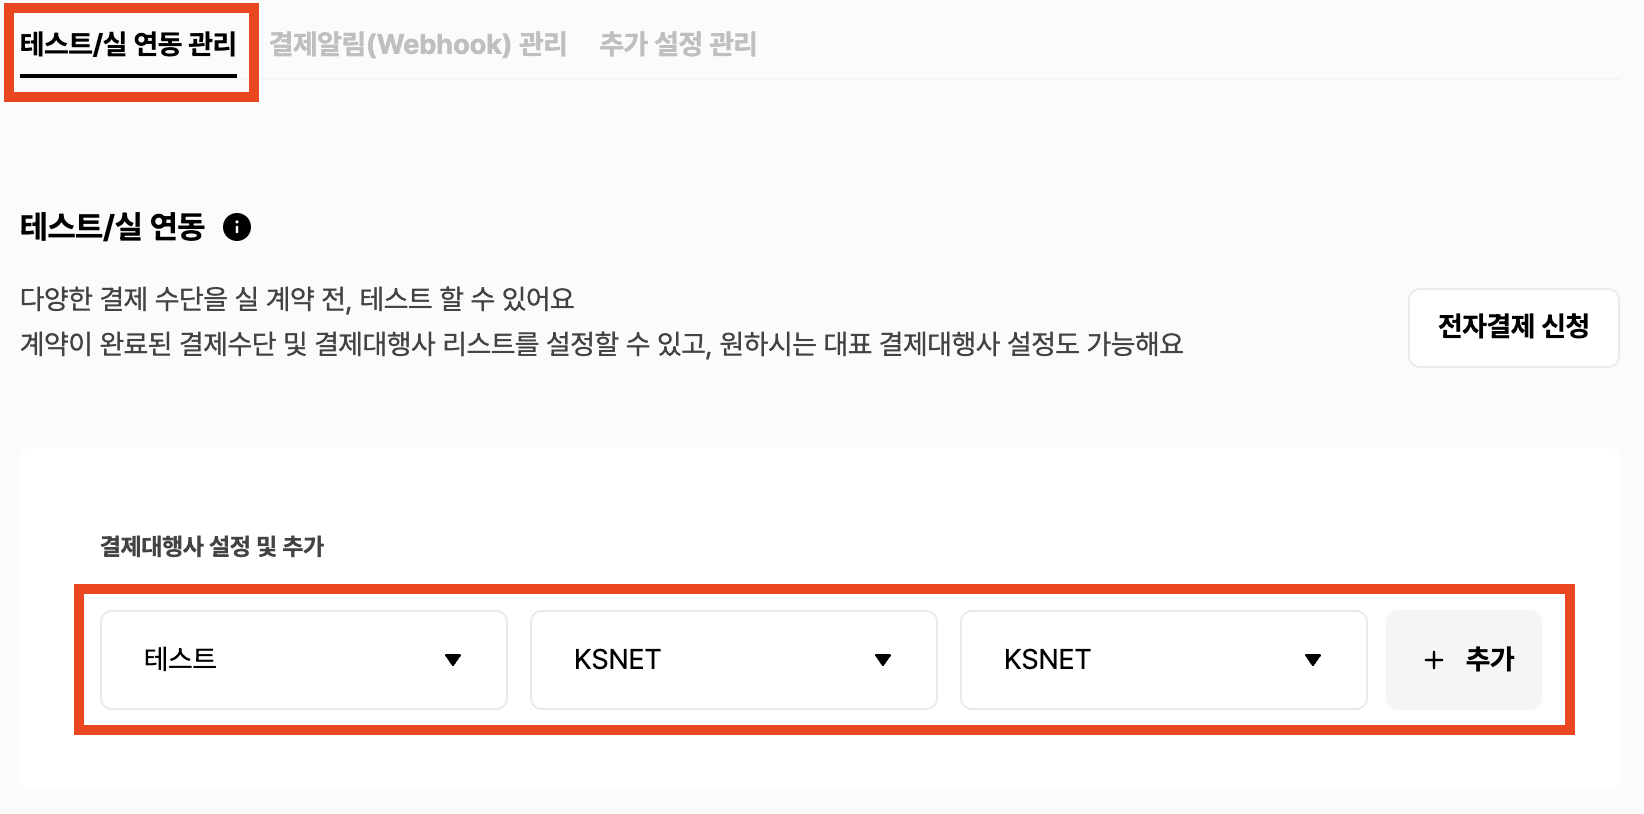 테스트/실 연동 관리 결제알림(Webhook) 관리 추가 설정 관리
테스트/실 연동
다양한 결제 수단을 실 계약 전, 테스트 할 수 있어요
계약이 완료된 결제수단 및 결제대행사 리스트를 설정할 수 있고, 원하시는 대표 결제대행사 설정도 가능해요
전자결제 신청
결제대행사 설정 및 추가
테스트 KSNET KSNET + 추가